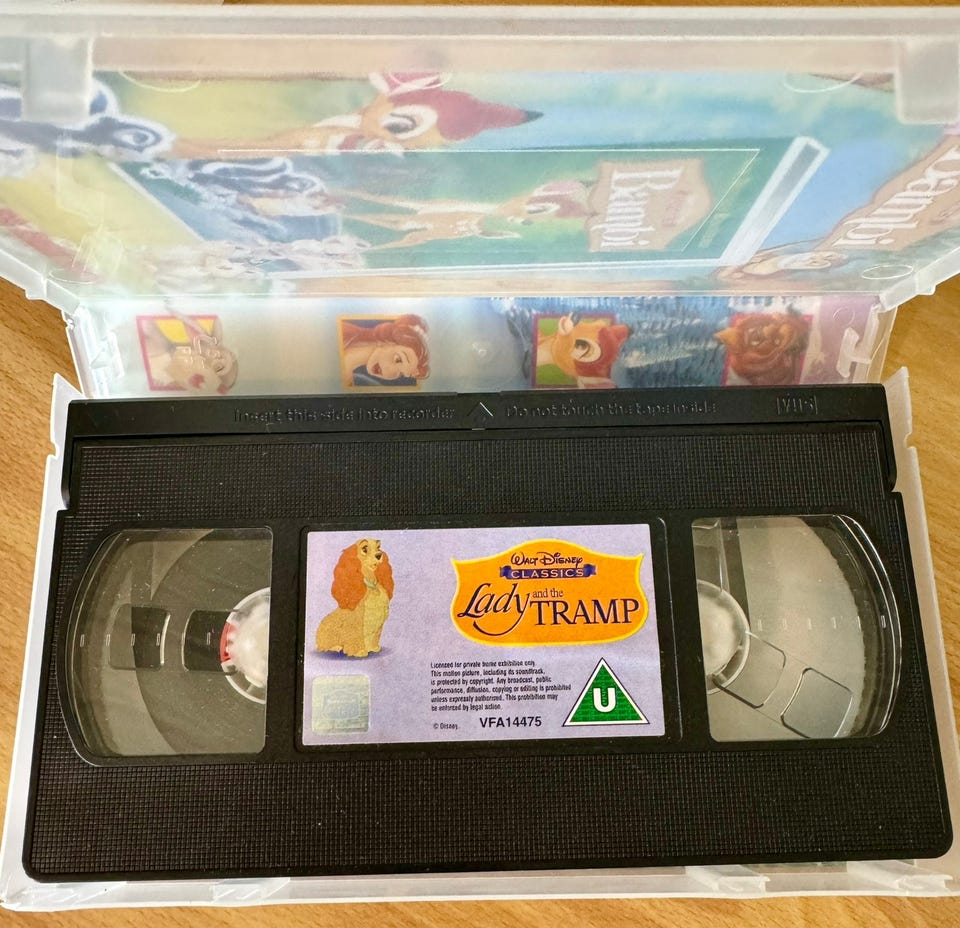 Bambi
Bambi
Insert this side into recorder
Do not touch the tape inside
VHS
WALT DISNEY
CLASSICS
Lady and the TRAMP
Licenced for private home exhibition only.
This motion picture, including its soundtrack,
is protected by copyright. Any broadcast, public
performance, diffusion, copying or editing is prohibited
unless expressly authorised. This prohibition may
be enforced by legal action.
© Disney.
VFA14475
U